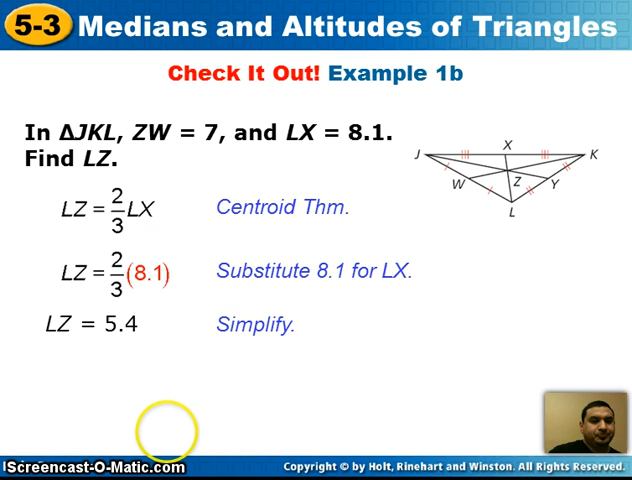 5-3 Medians and Altitudes of Triangles
Check It Out! Example 1b
In ΔJKL, ZW = 7, and LX = 8.1.
Find LZ.
X
J
K
W
Z
Y
L
LZ = 2/3 LX Centroid Thm.
LZ = 2/3 (8.1) Substitute 8.1 for LX.
LZ = 5.4 Simplify.
Screencast-O-Matic.com
Copyright © by Holt, Rinehart and Winston. All Rights Reserved.